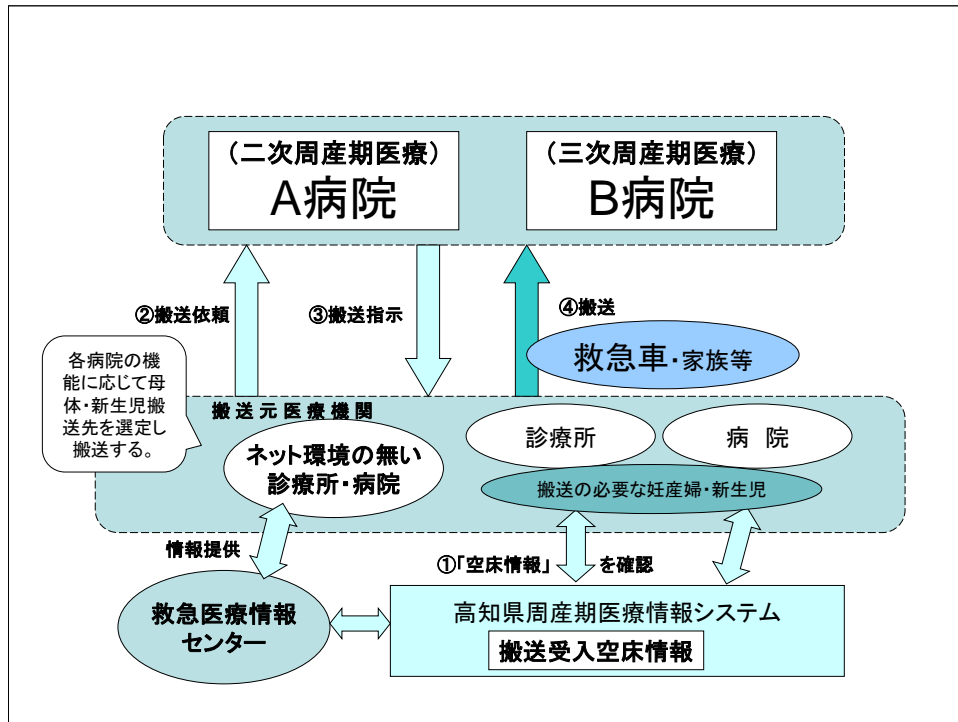 （二次周産期医療）
A病院
（三次周産期医療）
B病院
②搬送依頼
③搬送指示
④搬送
救急車・家族等
各病院の機
能に応じて母
体・新生児搬
送先を選定し
搬送する。
搬送元医療機関
ネット環境の無い
診療所・病院
診療所
病 院
搬送の必要な妊産婦・新生児
情報提供
①「空床情報」 を確認
救急医療情報
センター
高知県周産期医療情報システム
搬送受入空床情報